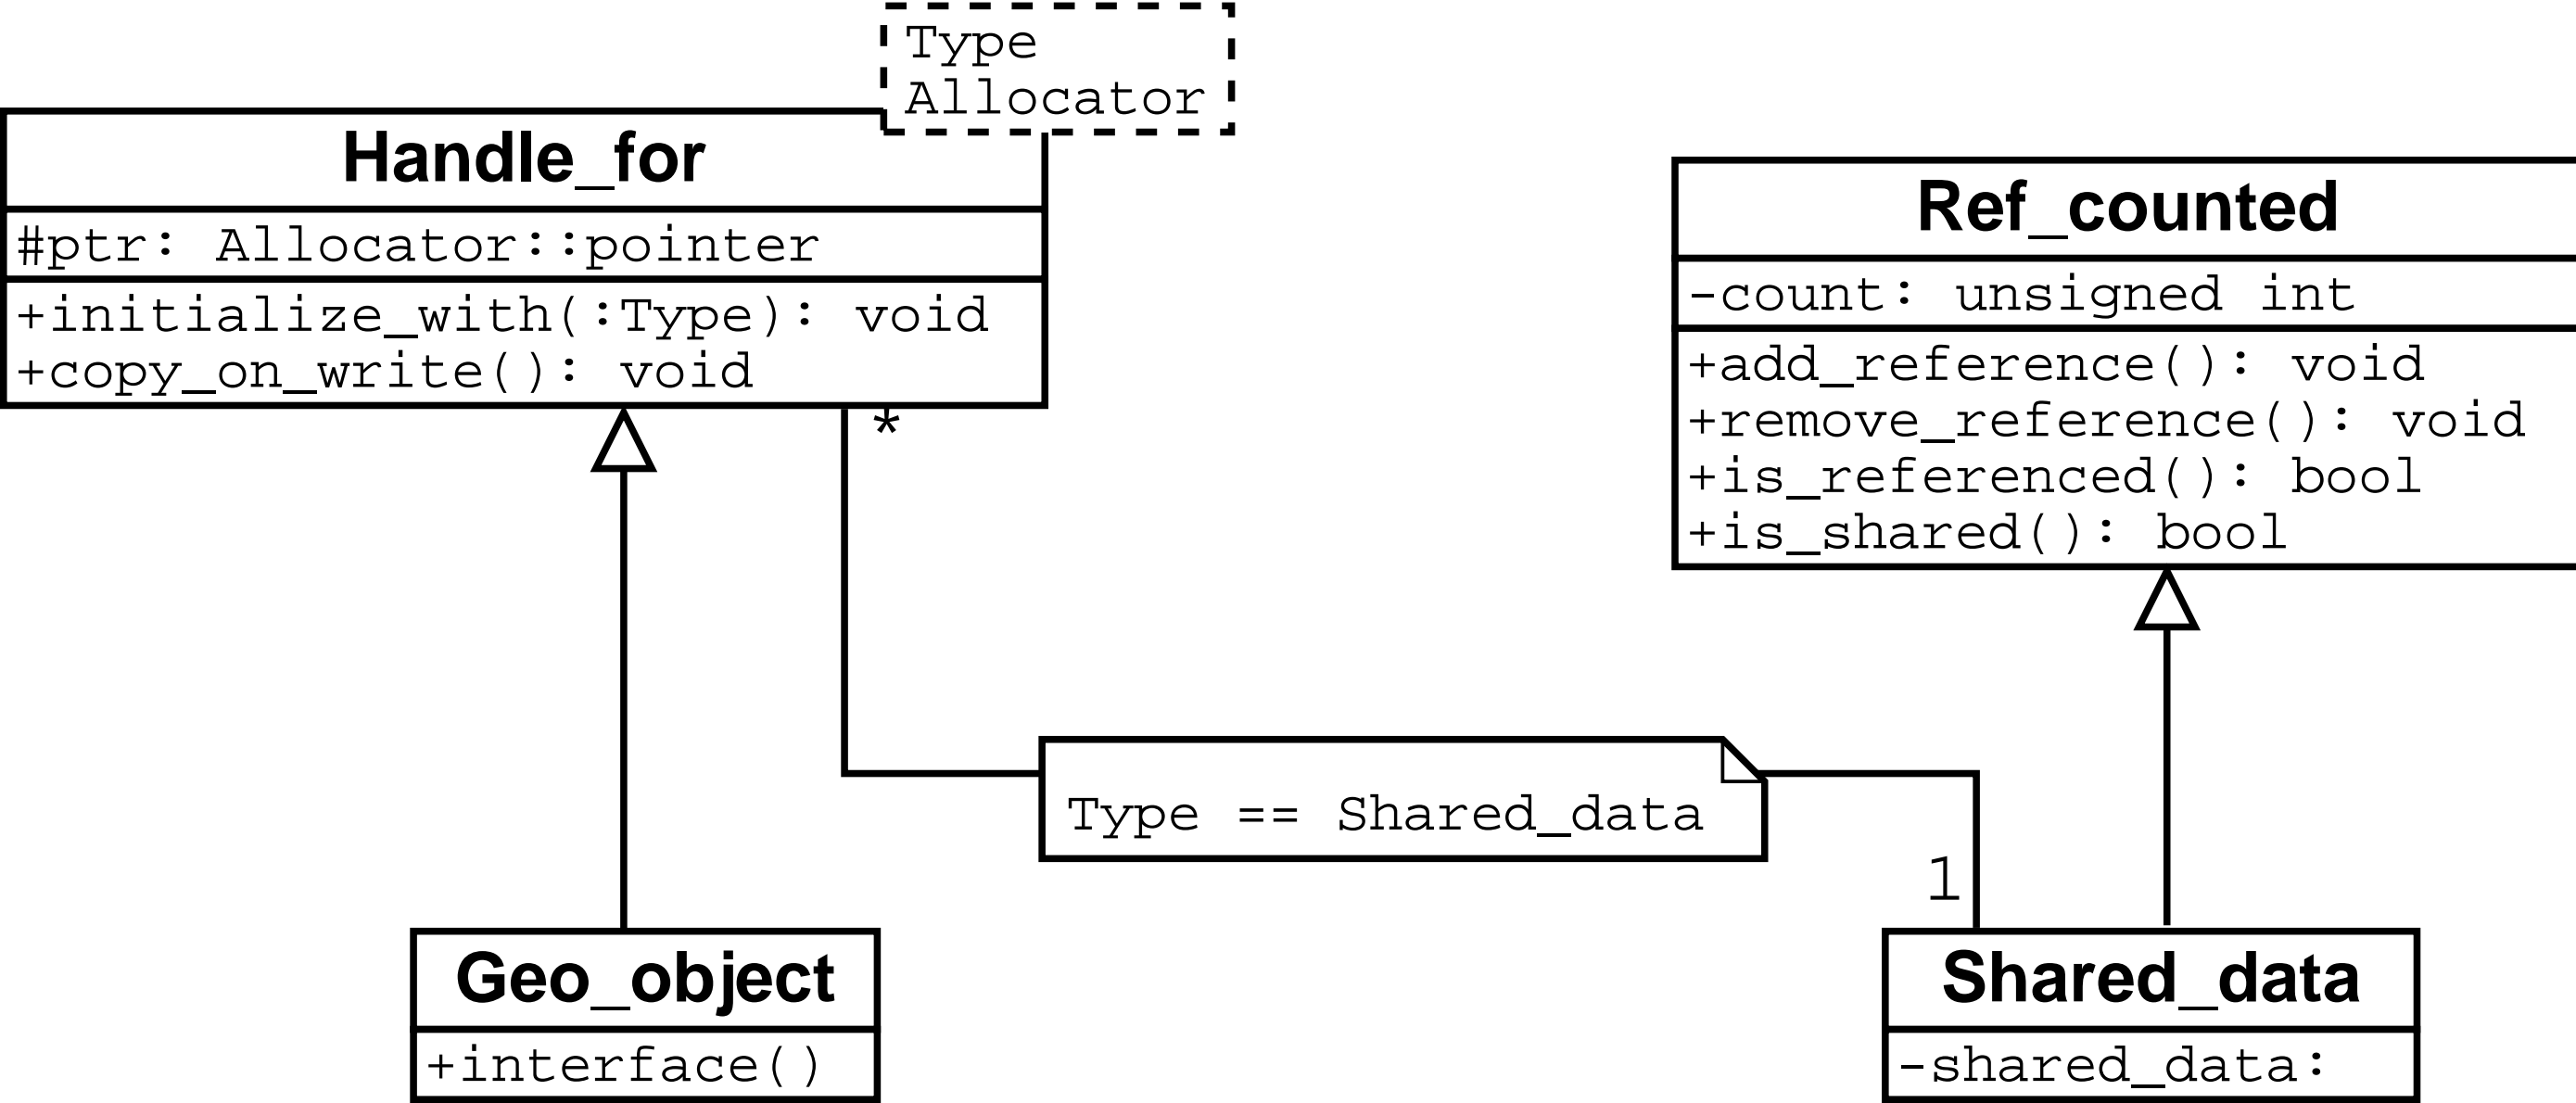 Type
Allocator
Handle_for
#ptr: Allocator::pointer
+initialize_with(:Type): void
+copy_on_write(): void
*
Ref_counted
-count: unsigned int
+add_reference(): void
+remove_reference(): void
+is_referenced(): bool
+is_shared(): bool
Type == Shared_data
1
Geo_object
+interface()
Shared_data
-shared_data: